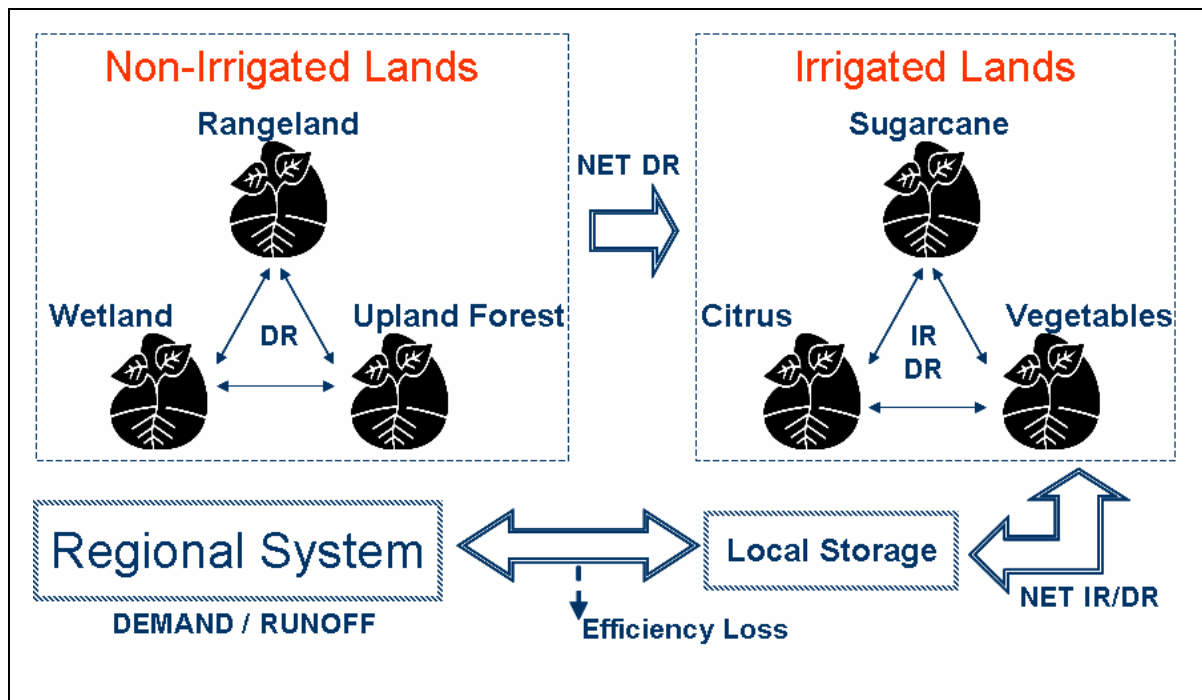 Non-Irrigated Lands
Rangeland
Wetland
DR
Upland Forest
NET DR
Irrigated Lands
Sugarcane
Citrus
IR
DR
Vegetables
Regional System
DEMAND / RUNOFF
Efficiency Loss
Local Storage
NET IR/DR